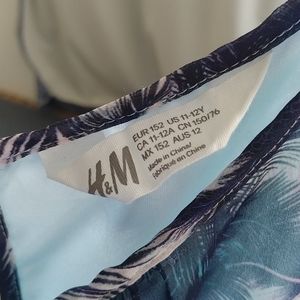 H&M
EUR 152 US 11-12Y
CA 11-12A CN 150/76
MX 152 AUS 12
Made in China/
Fabriqué en Chine